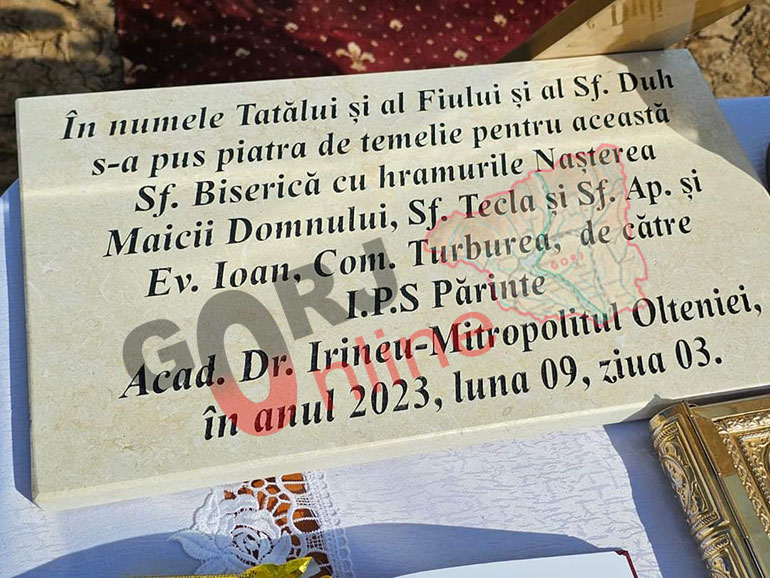 În numele Tatălui și al Fiului și al Sf. Duh
s-a pus piatra de temelie pentru această
Sf. Biserică cu hramurile Nașterea
Maicii Domnului, Sf. Tecla și Sf. Ap. și
Ev. Ioan, Com. Turburea, de către
I.P.S Părinte
Acad. Dr. Irineu-Mitropolitul Olteniei,
în anul 2023, luna 09, ziua 03.
GORJ
Online
GORJ